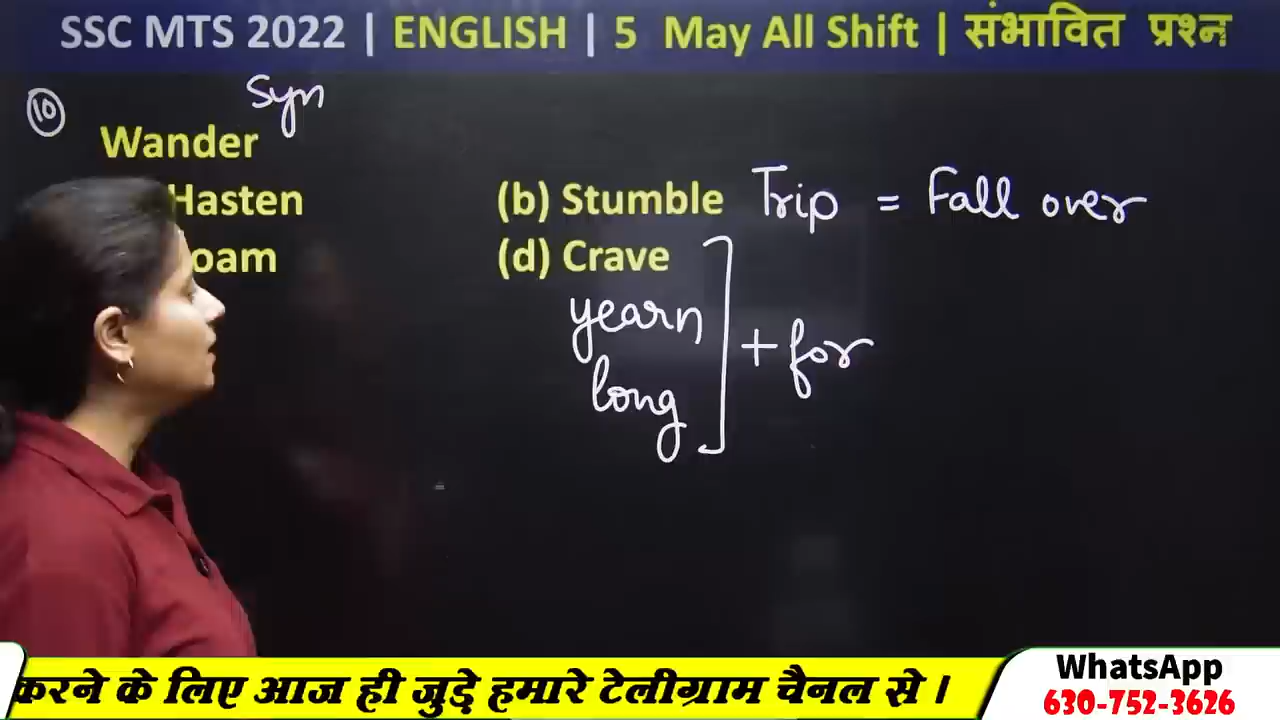 SSC MTS 2022 | ENGLISH | 5 May All Shift | संभावित प्रश्न
10 Syn
Wander
Hasten (b) Stumble Trip = Fall over
oam (d) Crave
yearn
+ for
long
करने के लिए आज ही जुड़े हमारे टेलीग्राम चैनल से ।
WhatsApp
630-752-3626